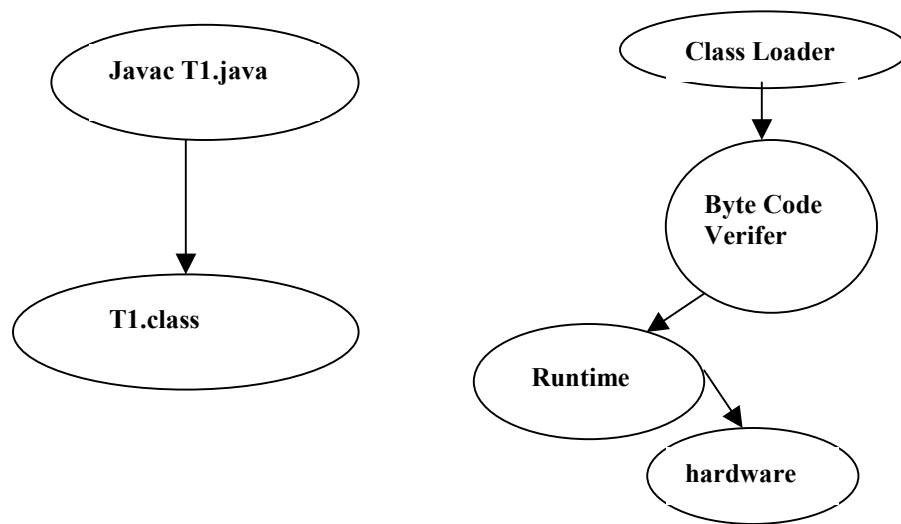 Javac T1.java
T1.class
Class Loader
Byte Code
Verifer
Runtime
hardware